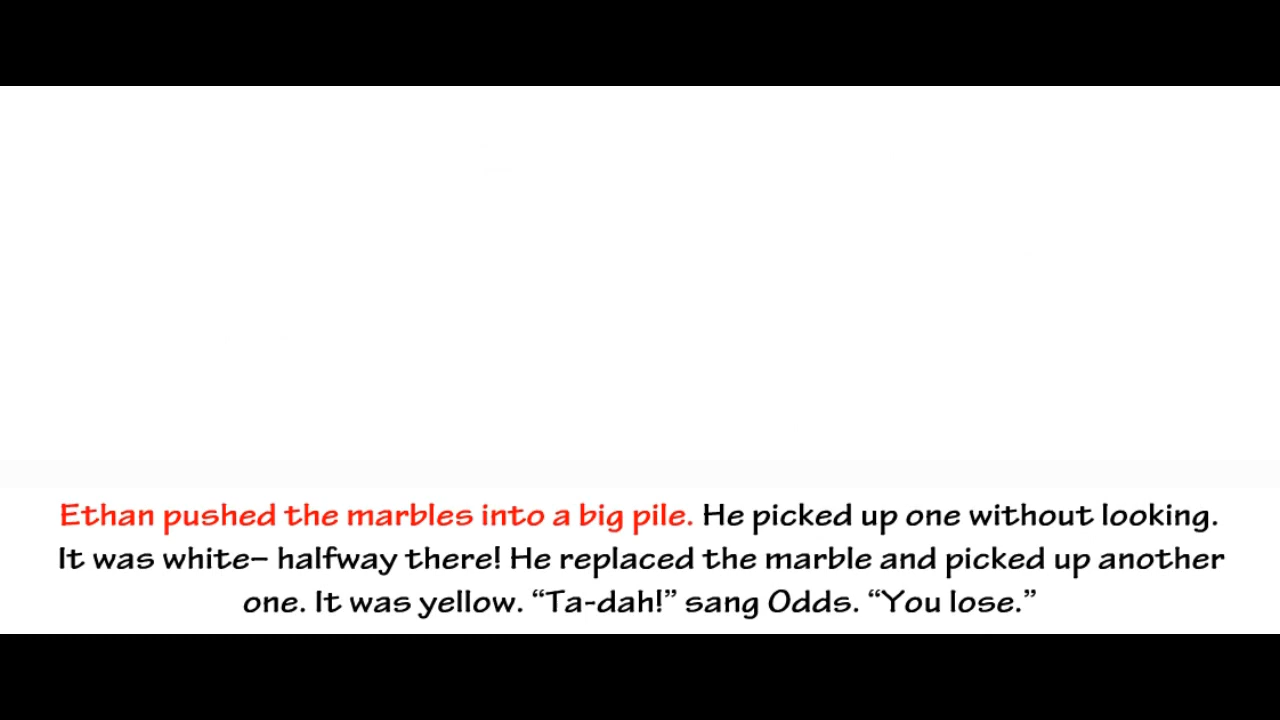 Ethan pushed the marbles into a big pile. He picked up one without looking.
It was white– halfway there! He replaced the marble and picked up another
one. It was yellow. “Ta-dah!” sang Odds. “You lose.”